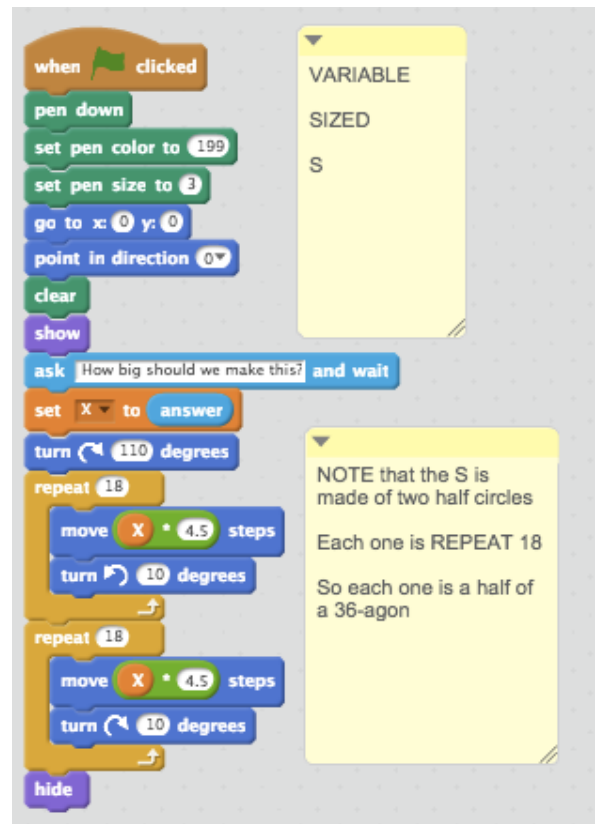 when clicked
pen down
set pen color to 199
set pen size to 3
go to x: 0 y: 0
point in direction 0
clear
show
ask How big should we make this? and wait
set X to answer
turn 110 degrees
repeat 18
move X * 4.5 steps
turn 10 degrees
repeat 18
move X * 4.5 steps
turn 10 degrees
hide
VARIABLE
SIZED
S
NOTE that the S is
made of two half circles
Each one is REPEAT 18
So each one is a half of
a 36-agon